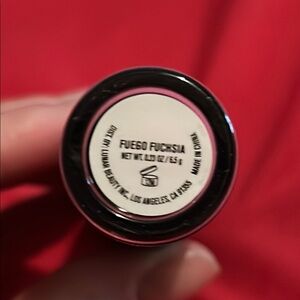 FUEGO FUCHSIA
NET WT. 0.23 OZ / 6.5 g
DIST. BY LUNAR BEAUTY INC., LOS ANGELES, CA 91355
MADE IN CHINA